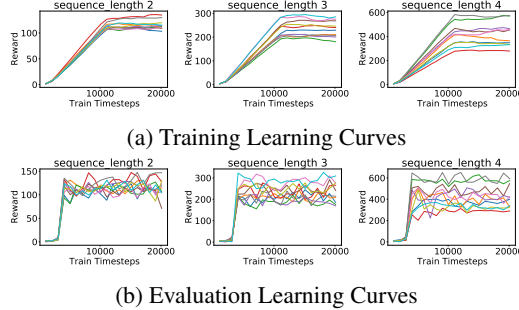 sequence_length 2
sequence_length 3
sequence_length 4
Reward
100
50
0
10000
20000
Train Timesteps
Reward
300
200
100
0
10000
20000
Train Timesteps
Reward
600
400
200
0
10000
20000
Train Timesteps
(a) Training Learning Curves
sequence_length 2
sequence_length 3
sequence_length 4
Reward
150
100
50
0
10000
20000
Train Timesteps
Reward
300
200
100
0
10000
20000
Train Timesteps
Reward
600
400
200
0
10000
20000
Train Timesteps
(b) Evaluation Learning Curves